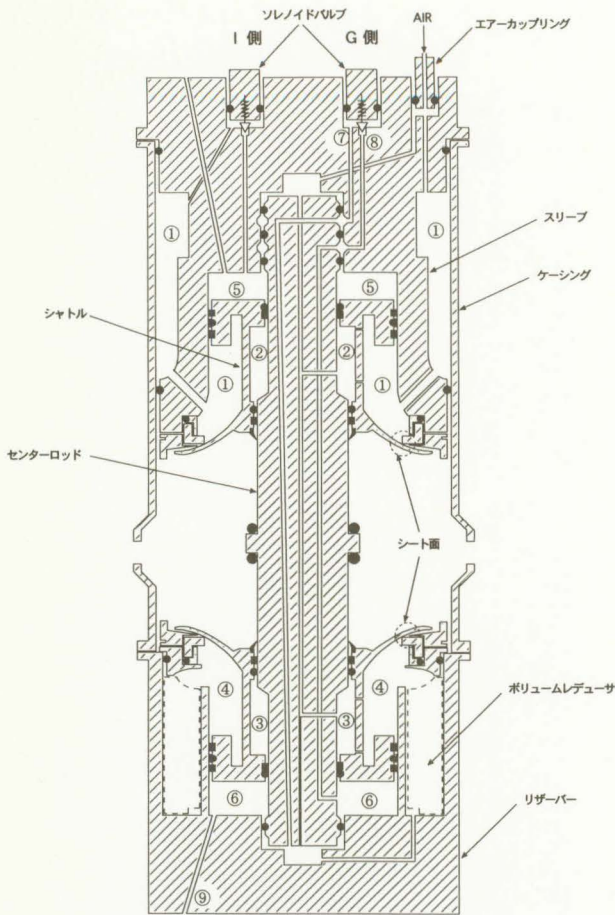 ソレノイドバルブ
I 側
G 側
AIR
エアーカップリング
⑦
⑧
①
①
スリーブ
ケーシング
⑤
⑤
シャトル
②
②
①
①
センターロッド
シート面
④
④
③
③
ボリュームレデューサ
⑥
⑥
リザーバー
⑨